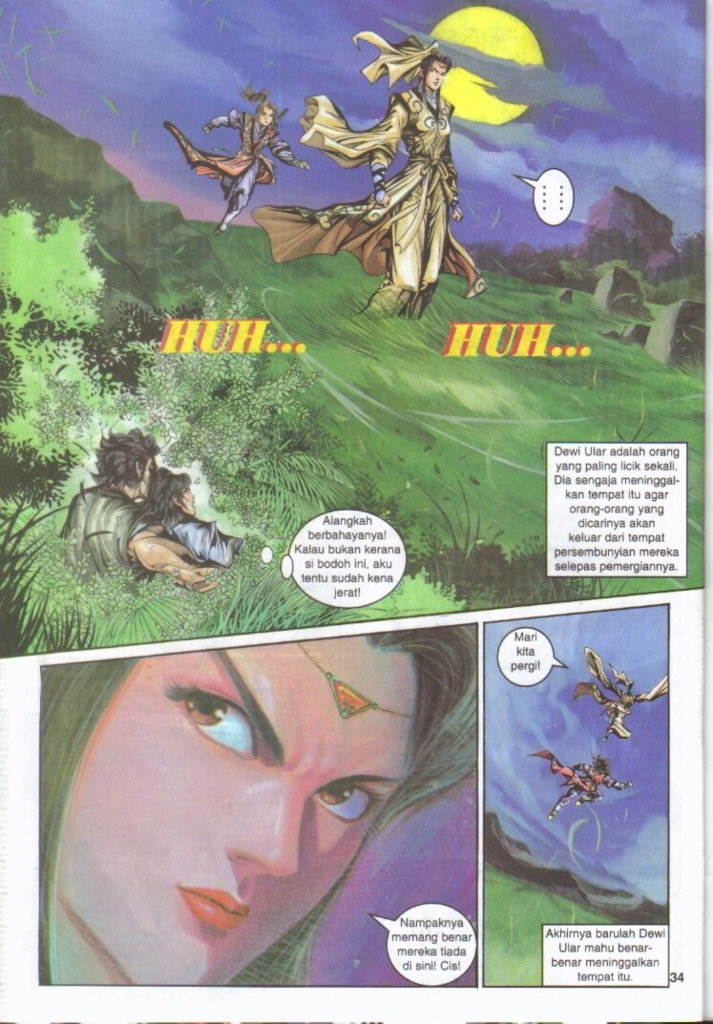 . . .
. . .
HUH... HUH...
Dewi Ular adalah orang
yang paling licik sekali.
Dia sengaja meninggal-
kan tempat itu agar
orang-orang yang
dicarinya akan
keluar dari tempat
persembunyian mereka
selepas pemergiannya.
Alangkah
berbahayanya!
Kalau bukan kerana
si bodoh ini, aku
tentu sudah kena
jerat!
Nampaknya
memang benar
mereka tiada
di sini! Cis!
Mari
kita
pergi!
Akhirnya barulah Dewi
Ular mahu benar-
benar meninggalkan
tempat itu.
34